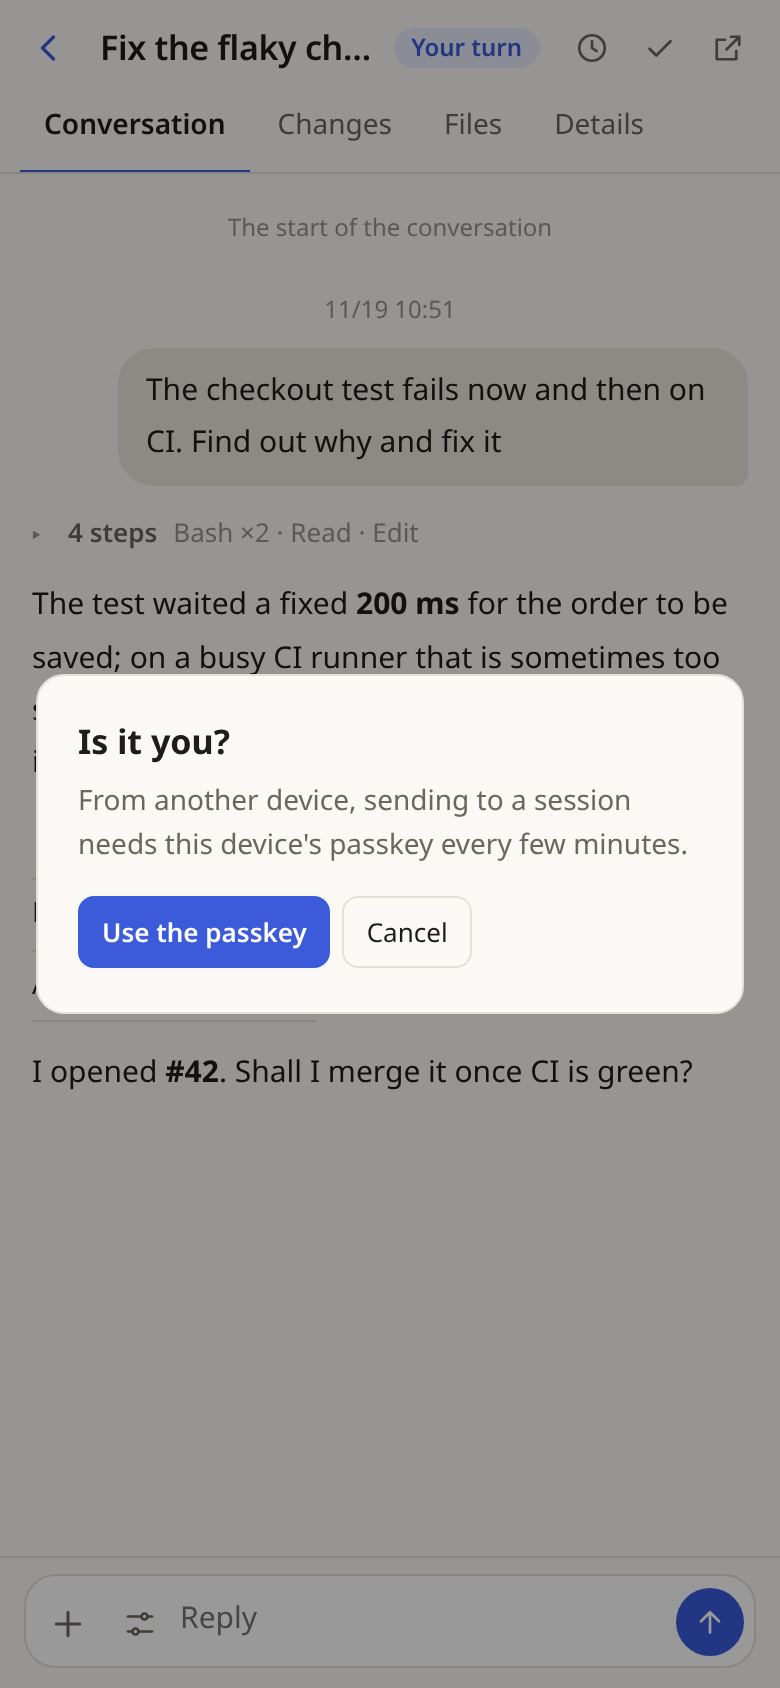 Fix the flaky ch...
Your turn
Conversation
Changes
Files
Details
The start of the conversation
11/19 10:51
The checkout test fails now and then on
CI. Find out why and fix it
4 steps Bash ×2 · Read · Edit
The test waited a fixed 200 ms for the order to be
saved; on a busy CI runner that is sometimes too
Is it you?
From another device, sending to a session
needs this device's passkey every few minutes.
Use the passkey
Cancel
I opened #42. Shall I merge it once CI is green?
Reply